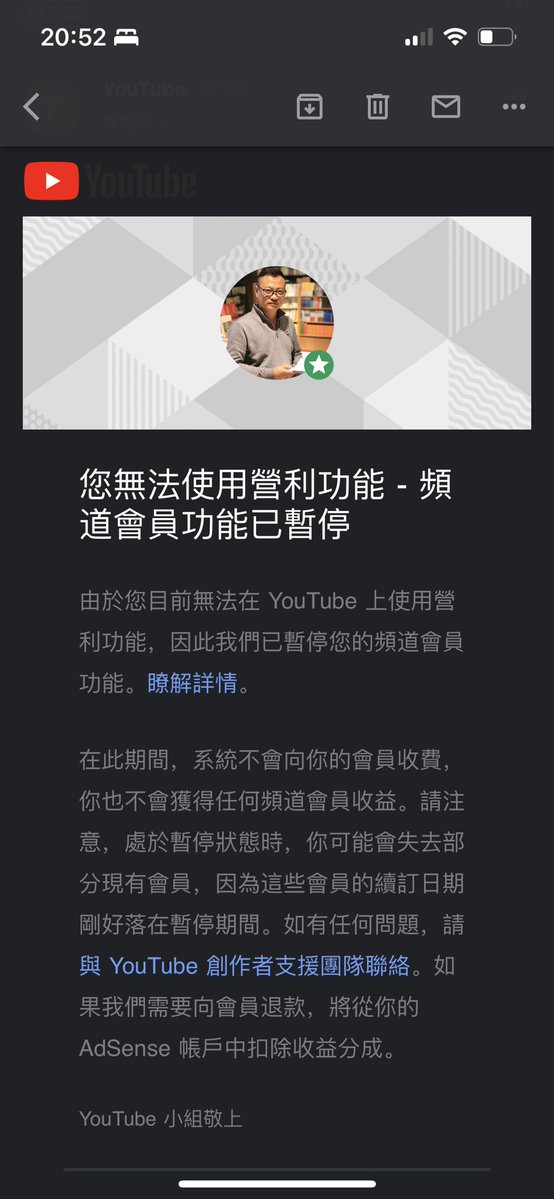 20:52
YouTube 20:50
YouTube
您無法使用營利功能 - 頻
道會員功能已暫停
由於您目前無法在 YouTube 上使用營
利功能，因此我們已暫停您的頻道會員
功能。瞭解詳情。
在此期間，系統不會向你的會員收費，
你也不會獲得任何頻道會員收益。請注
意，處於暫停狀態時，你可能會失去部
分現有會員，因為這些會員的續訂日期
剛好落在暫停期間。如有任何問題，請
與 YouTube 創作者支援團隊聯絡。如
果我們需要向會員退款，將從你的
AdSense 帳戶中扣除收益分成。
YouTube 小組敬上